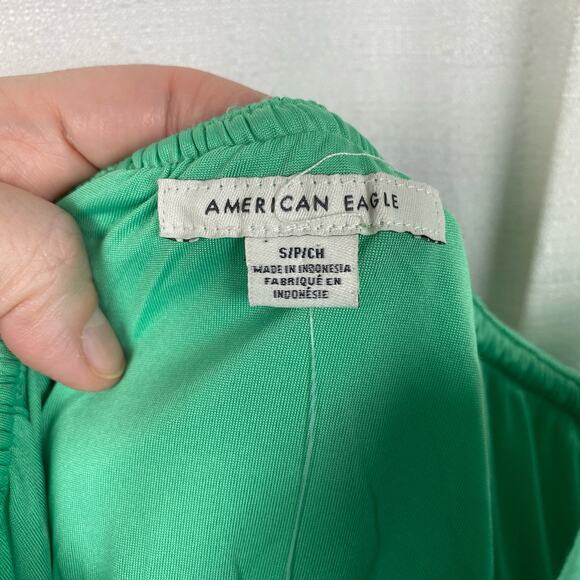 AMERICAN EAGLE
S/P/CH
MADE IN INDONESIA
FABRIQUÉ EN
INDONÉSIE